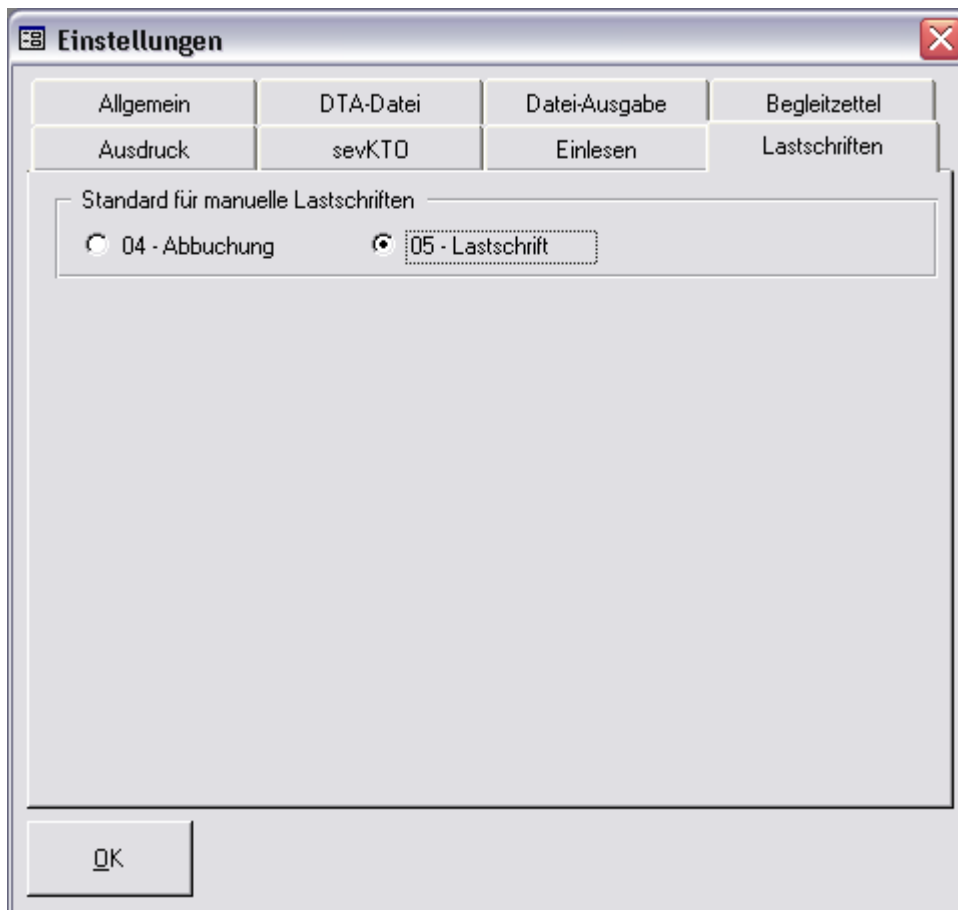 Einstellungen
Allgemein DTA-Datei Datei-Ausgabe Begleitzettel
Ausdruck sevKTO Einlesen Lastschriften
Standard für manuelle Lastschriften
04 - Abbuchung 05 - Lastschrift
OK